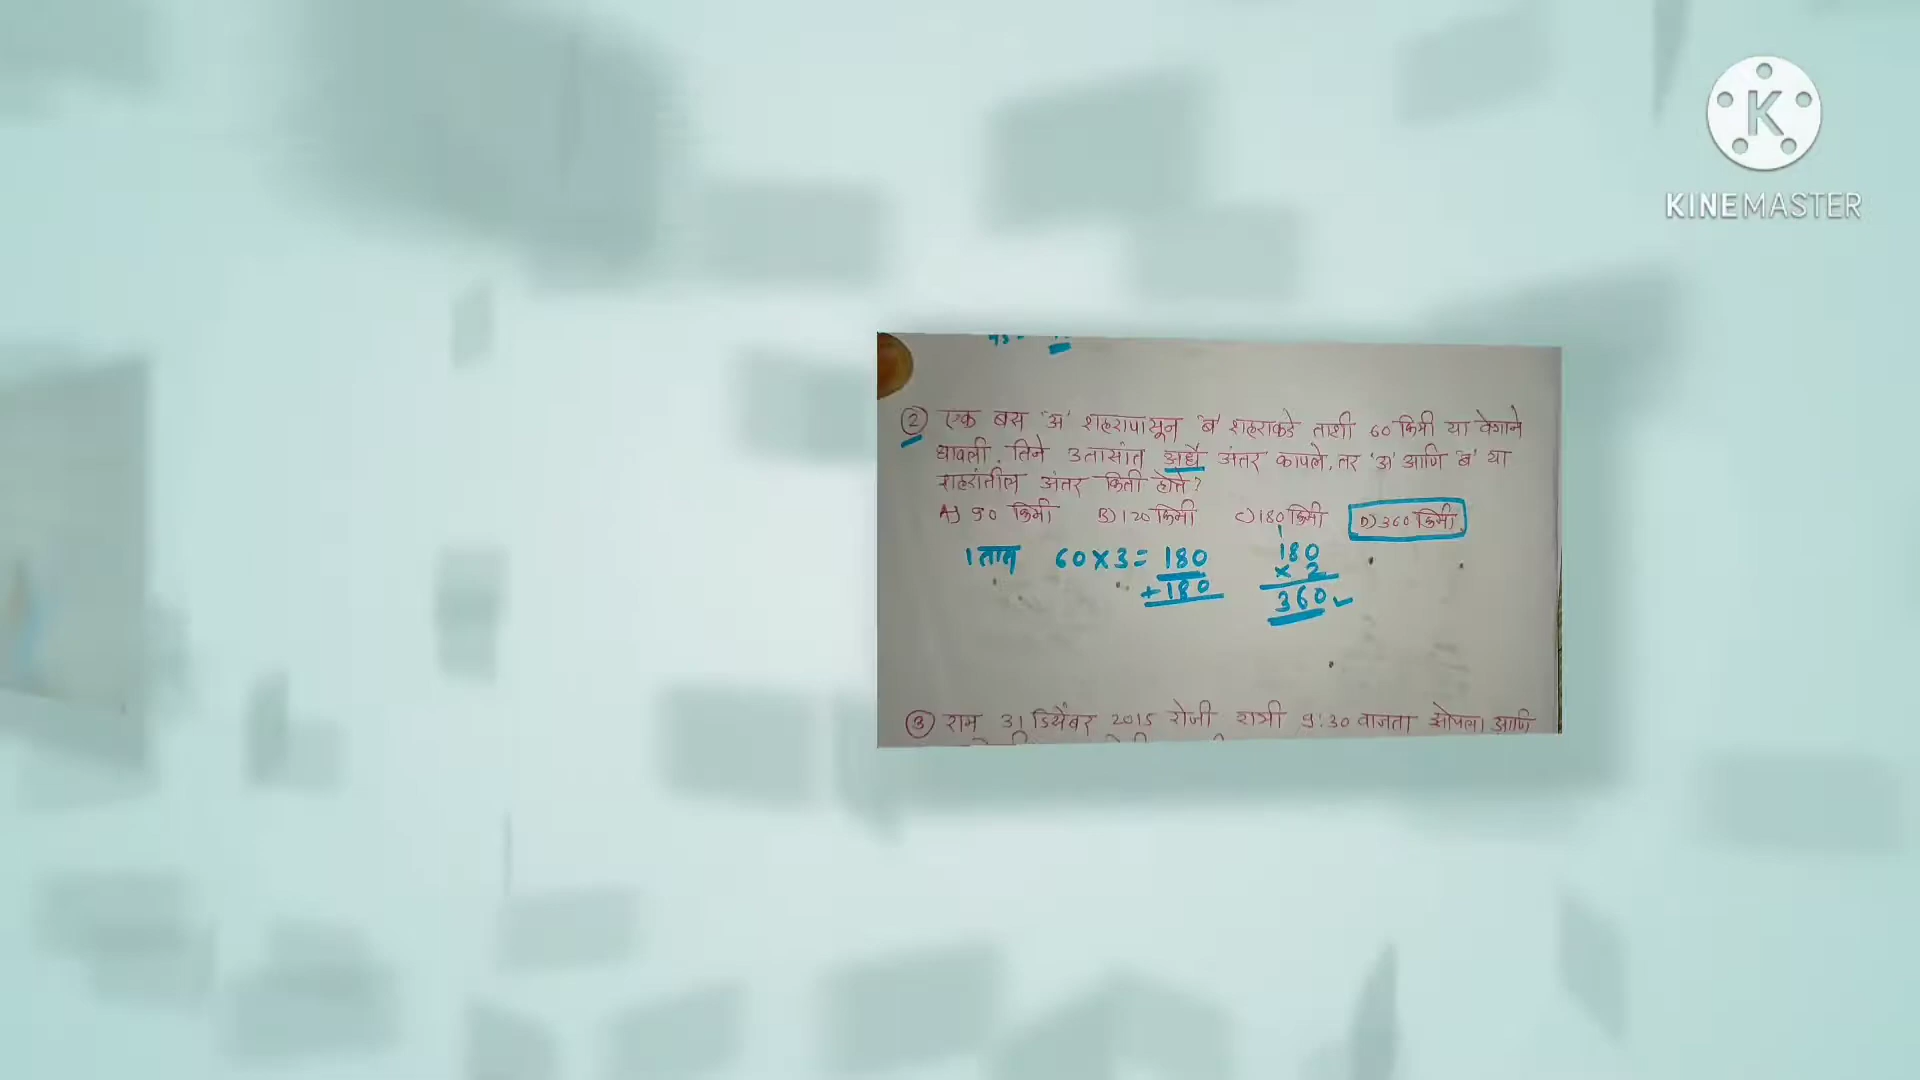 KINEMASTER
② एक बस 'अ' शहरापासून 'ब' शहराकडे ताशी 60 किमी या वेगाने
धावली. तिने 3 तासांत अर्धे अंतर कापले, तर 'अ' आणि 'ब' या
शहरांतील अंतर किती होते?
A) 90 किमी B) 120 किमी C) 180 किमी D) 360 किमी.
1 तास 60 × 3 = 180
+ 180
1
180
× 2
360
③ राम 31 डिसेंबर 2015 रोजी रात्री 9:30 वाजता झोपला आणि